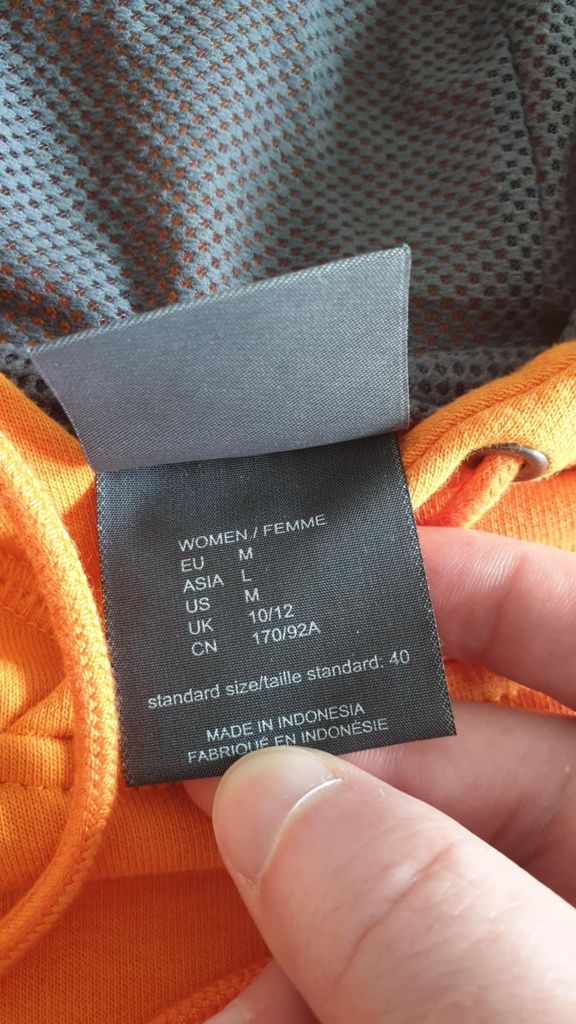 WOMEN / FEMME
EU M
ASIA L
US M
UK 10/12
CN 170/92A
standard size/taille standard: 40
MADE IN INDONESIA
FABRIQUÉ EN INDONÉSIE